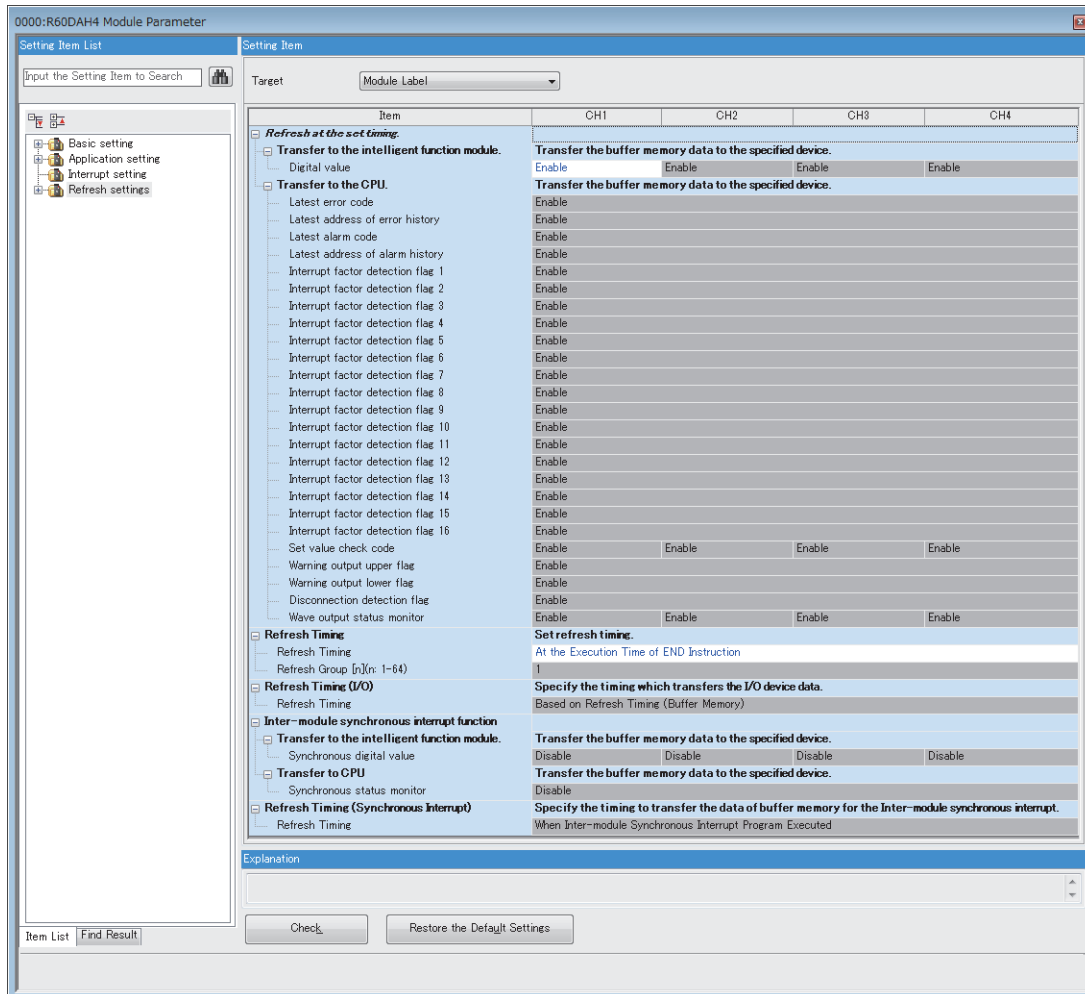 0000:R60DAH4 Module Parameter
Setting Item List
Setting Item
Input the Setting Item to Search
Target Module Label
Basic setting
Application setting
Interrupt setting
Refresh settings
Item CH1 CH2 CH3 CH4
Refresh at the set timing.
Transfer to the intelligent function module. Transfer the buffer memory data to the specified device.
Digital value Enable Enable Enable Enable
Transfer to the CPU. Transfer the buffer memory data to the specified device.
Latest error code Enable
Latest address of error history Enable
Latest alarm code Enable
Latest address of alarm history Enable
Interrupt factor detection flag 1 Enable
Interrupt factor detection flag 2 Enable
Interrupt factor detection flag 3 Enable
Interrupt factor detection flag 4 Enable
Interrupt factor detection flag 5 Enable
Interrupt factor detection flag 6 Enable
Interrupt factor detection flag 7 Enable
Interrupt factor detection flag 8 Enable
Interrupt factor detection flag 9 Enable
Interrupt factor detection flag 10 Enable
Interrupt factor detection flag 11 Enable
Interrupt factor detection flag 12 Enable
Interrupt factor detection flag 13 Enable
Interrupt factor detection flag 14 Enable
Interrupt factor detection flag 15 Enable
Interrupt factor detection flag 16 Enable
Set value check code Enable Enable Enable Enable
Warning output upper flag Enable
Warning output lower flag Enable
Disconnection detection flag Enable
Wave output status monitor Enable Enable Enable Enable
Refresh Timing Set refresh timing.
Refresh Timing At the Execution Time of END Instruction
Refresh Group [n](n: 1-64) 1
Refresh Timing (I/O) Specify the timing which transfers the I/O device data.
Refresh Timing Based on Refresh Timing (Buffer Memory)
Inter-module synchronous interrupt function
Transfer to the intelligent function module. Transfer the buffer memory data to the specified device.
Synchronous digital value Disable Disable Disable Disable
Transfer to CPU Transfer the buffer memory data to the specified device.
Synchronous status monitor Disable
Refresh Timing (Synchronous Interrupt) Specify the timing to transfer the data of buffer memory for the Inter-module synchronous interrupt.
Refresh Timing When Inter-module Synchronous Interrupt Program Executed
Explanation
Check Restore the Default Settings
Item List Find Result